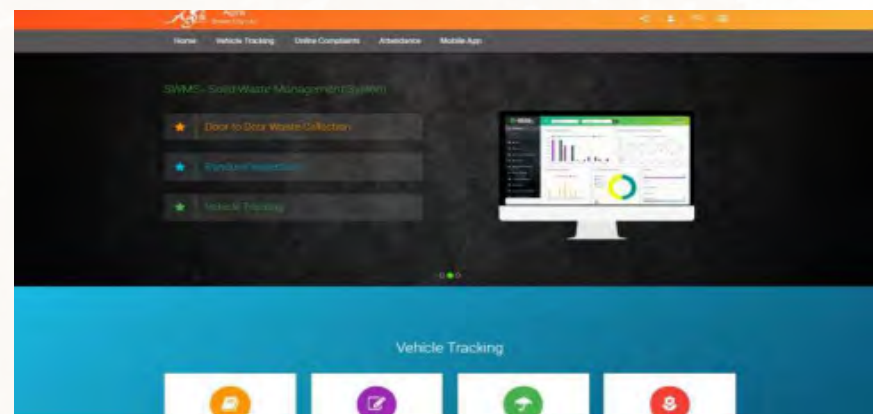 Agra
Home Vehicle Tracking Online Complaints Attendance Mobile App
SWMS- Solid Waste Management System
Door to Door Waste Collection
Vehicle Tracking
Vehicle Tracking